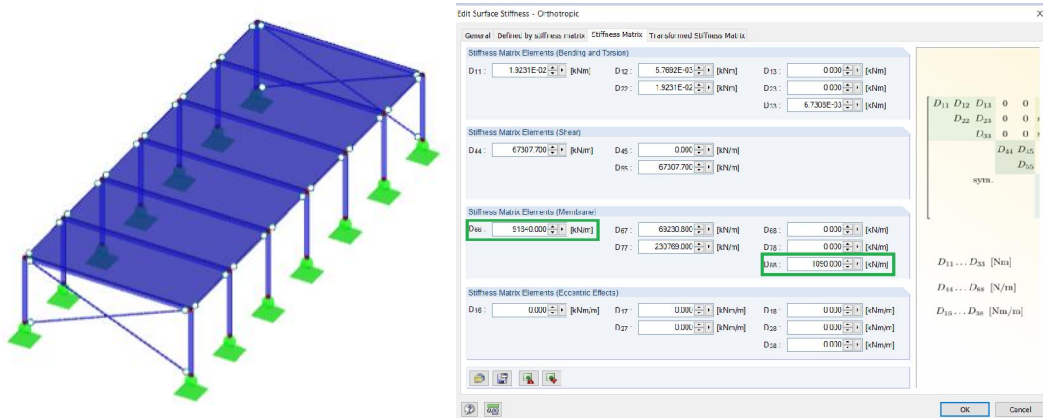 Edit Surface Stiffness - Orthotropic
General Defined by stiffness matrix Stiffness Matrix Transformed Stiffness Matrix
Stiffness Matrix Elements (Bending and Torsion)
D11 : 1.9231E-02 [kNm] D12 : 5.7692E-03 [kNm] D13 : 0.000 [kNm]
D22 : 1.9231E-02 [kNm] D23 : 0.000 [kNm]
D33 : 6.7308E-03 [kNm]
Stiffness Matrix Elements (Shear)
D44 : 67307.700 [kN/m] D45 : 0.000 [kN/m]
D55 : 67307.700 [kN/m]
Stiffness Matrix Elements (Membrane)
D66 : 91840.000 [kN/m] D67 : 69230.800 [kN/m] D68 : 0.000 [kN/m]
D77 : 230769.000 [kN/m] D78 : 0.000 [kN/m]
D88 : 1090.000 [kN/m]
Stiffness Matrix Elements (Eccentric Effects)
D16 : 0.000 [kNm/m] D17 : 0.000 [kNm/m] D18 : 0.000 [kNm/m]
D27 : 0.000 [kNm/m] D28 : 0.000 [kNm/m]
D38 : 0.000 [kNm/m]
D11 D12 D13 0 0
D22 D23 0 0
D33 0 0
D44 D45
D55
sym.
D11 … D33 [Nm]
D44 … D88 [N/m]
D16 … D38 [Nm/m]
OK Cancel